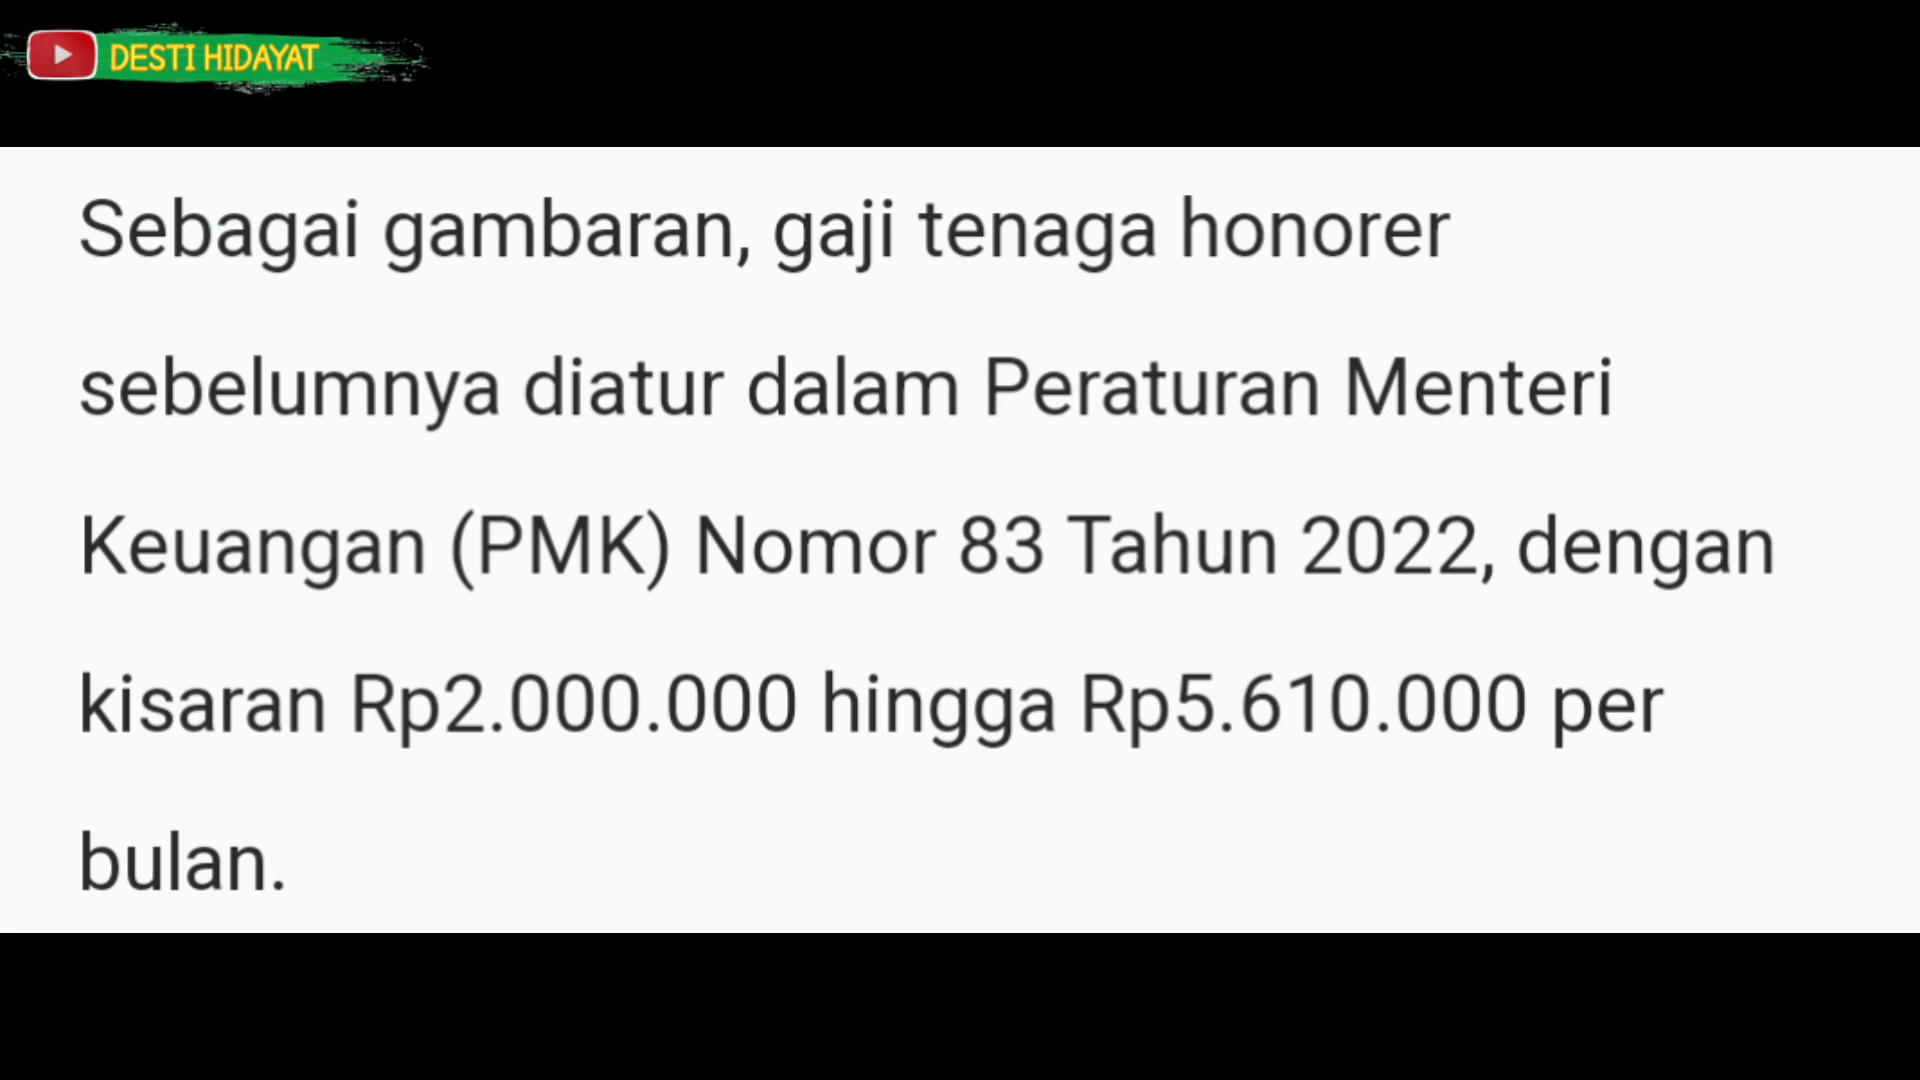 DESTI HIDAYAT
Sebagai gambaran, gaji tenaga honorer
sebelumnya diatur dalam Peraturan Menteri
Keuangan (PMK) Nomor 83 Tahun 2022, dengan
kisaran Rp2.000.000 hingga Rp5.610.000 per
bulan.